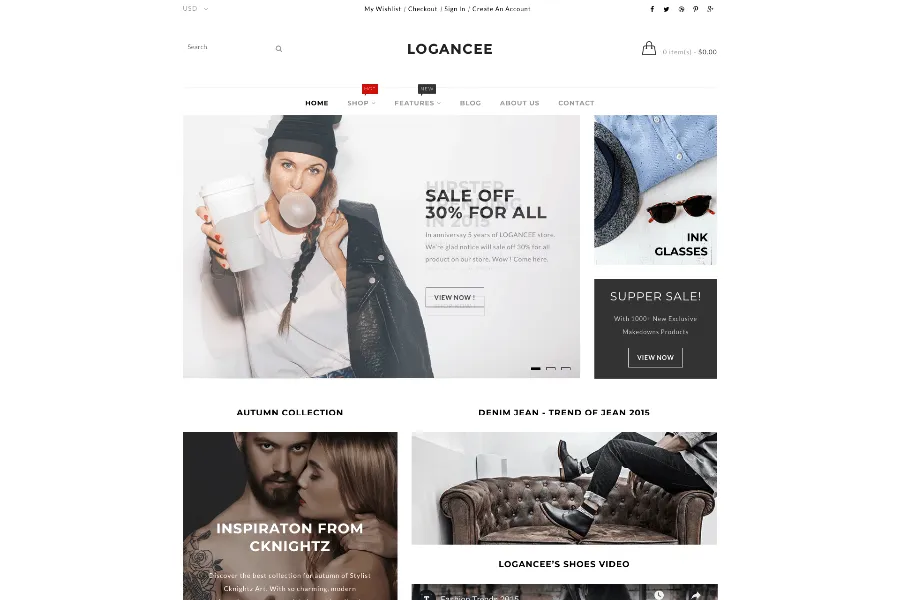 USD
My Wishlist / Checkout / Sign In / Create An Account
Search
LOGANCEE
0 item(s) - $0.00
HOT
NEW
HOME SHOP FEATURES BLOG ABOUT US CONTACT
HIPSTER
SALE OFF
30% FOR ALL
IN 2015
In anniversay 5 years of LOGANCEE store.
We're glad notice will sale off 30% for all
product on our store. Wow ! Come here.
VIEW NOW !
INK
GLASSES
SUPPER SALE!
With 1000+ New Exclusive
Makedowns Products
VIEW NOW
AUTUMN COLLECTION
DENIM JEAN - TREND OF JEAN 2015
INSPIRATON FROM
CKNIGHTZ
Discover the best collection for autumn of Stylist
Cknightz Art. With so charming, modern
LOGANCEE'S SHOES VIDEO
Fashion Trends 2015